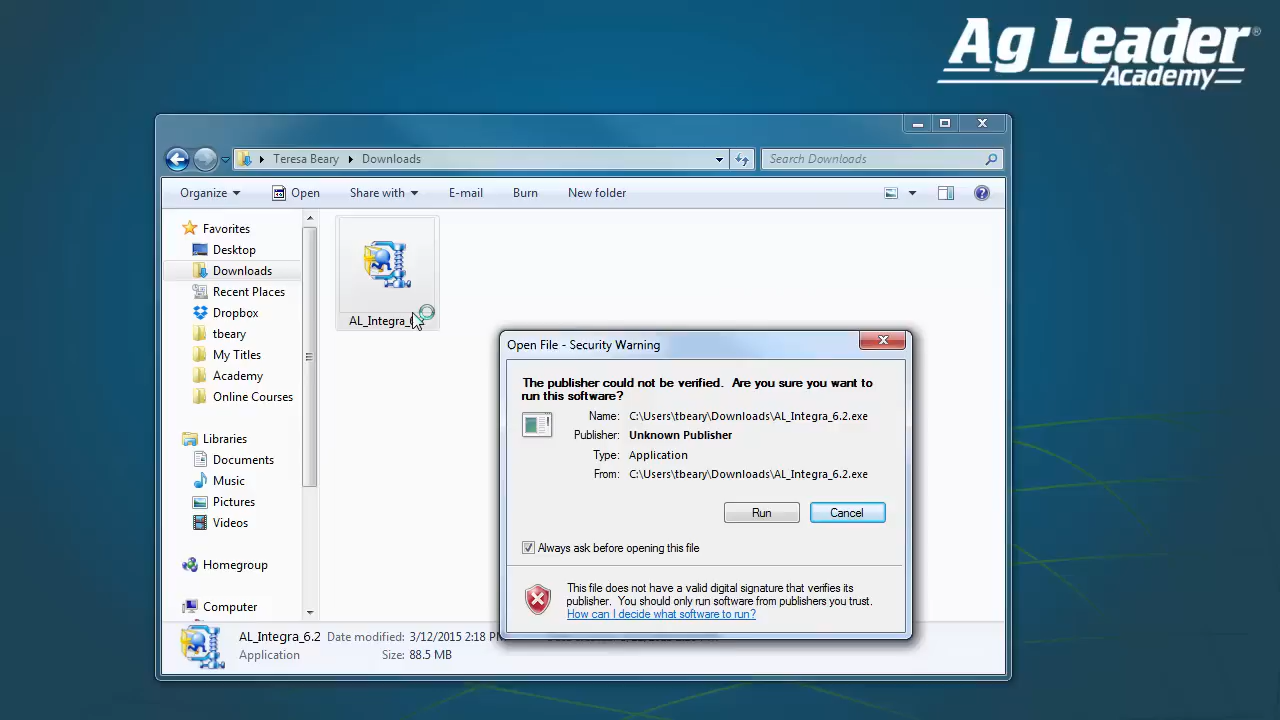 Ag Leader®
Academy
Teresa Beary
Downloads
Search Downloads
Organize
Open
Share with
E-mail
Burn
New folder
Favorites
Desktop
Downloads
Recent Places
Dropbox
tbeary
My Titles
Academy
Online Courses
Libraries
Documents
Music
Pictures
Videos
Homegroup
Computer
AL_Integra_6.2
Open File - Security Warning
The publisher could not be verified. Are you sure you want to
run this software?
Name: C:\Users\tbeary\Downloads\AL_Integra_6.2.exe
Publisher: Unknown Publisher
Type: Application
From: C:\Users\tbeary\Downloads\AL_Integra_6.2.exe
Run
Cancel
Always ask before opening this file
This file does not have a valid digital signature that verifies its
publisher. You should only run software from publishers you trust.
How can I decide what software to run?
AL_Integra_6.2 Date modified: 3/12/2015 2:18 P
Application Size: 88.5 MB